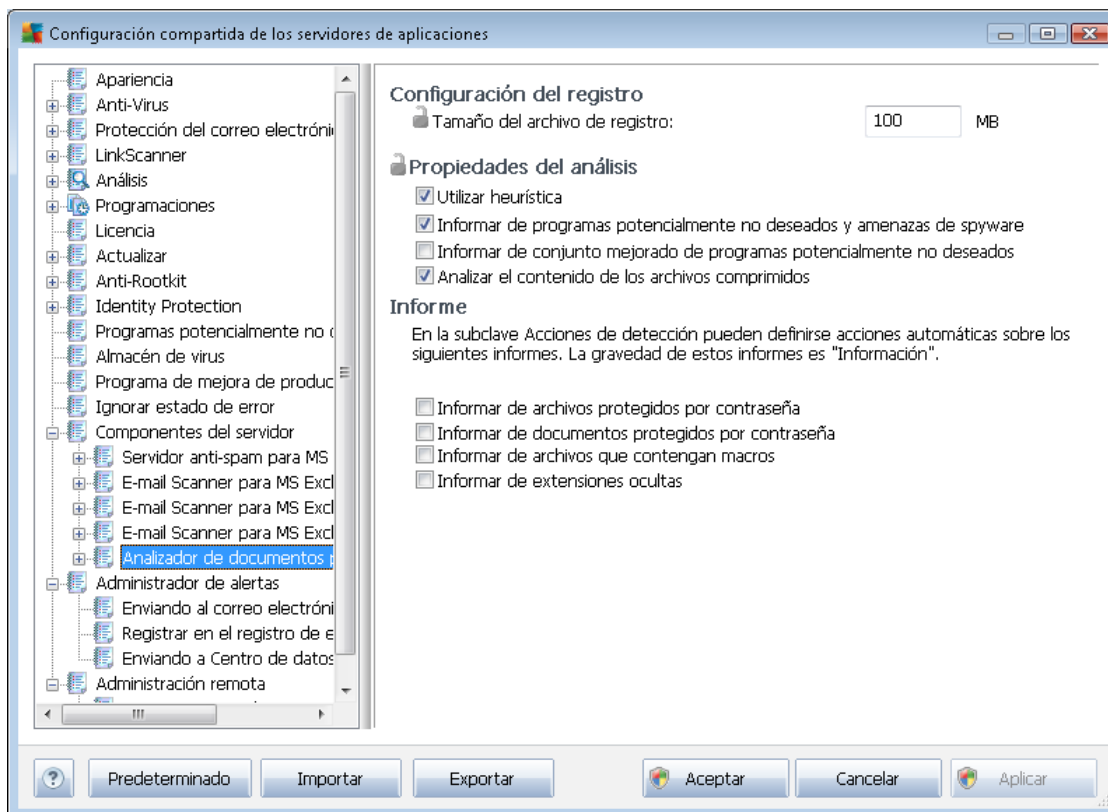 Configuración compartida de los servidores de aplicaciones
Apariencia
Anti-Virus
Protección del correo electróni
LinkScanner
Análisis
Programaciones
Licencia
Actualizar
Anti-Rootkit
Identity Protection
Programas potencialmente no
Almacén de virus
Programa de mejora de produc
Ignorar estado de error
Componentes del servidor
Servidor anti-spam para MS
E-mail Scanner para MS Excl
E-mail Scanner para MS Excl
E-mail Scanner para MS Excl
Analizador de documentos p
Administrador de alertas
Enviando al correo electróni
Registrar en el registro de e
Enviando a Centro de datos
Administración remota
Configuración del registro
Tamaño del archivo de registro: 100 MB
Propiedades del análisis
Utilizar heurística
Informar de programas potencialmente no deseados y amenazas de spyware
Informar de conjunto mejorado de programas potencialmente no deseados
Analizar el contenido de los archivos comprimidos
Informe
En la subclave Acciones de detección pueden definirse acciones automáticas sobre los
siguientes informes. La gravedad de estos informes es "Información".
Informar de archivos protegidos por contraseña
Informar de documentos protegidos por contraseña
Informar de archivos que contengan macros
Informar de extensiones ocultas
? Predeterminado Importar Exportar Aceptar Cancelar Aplicar